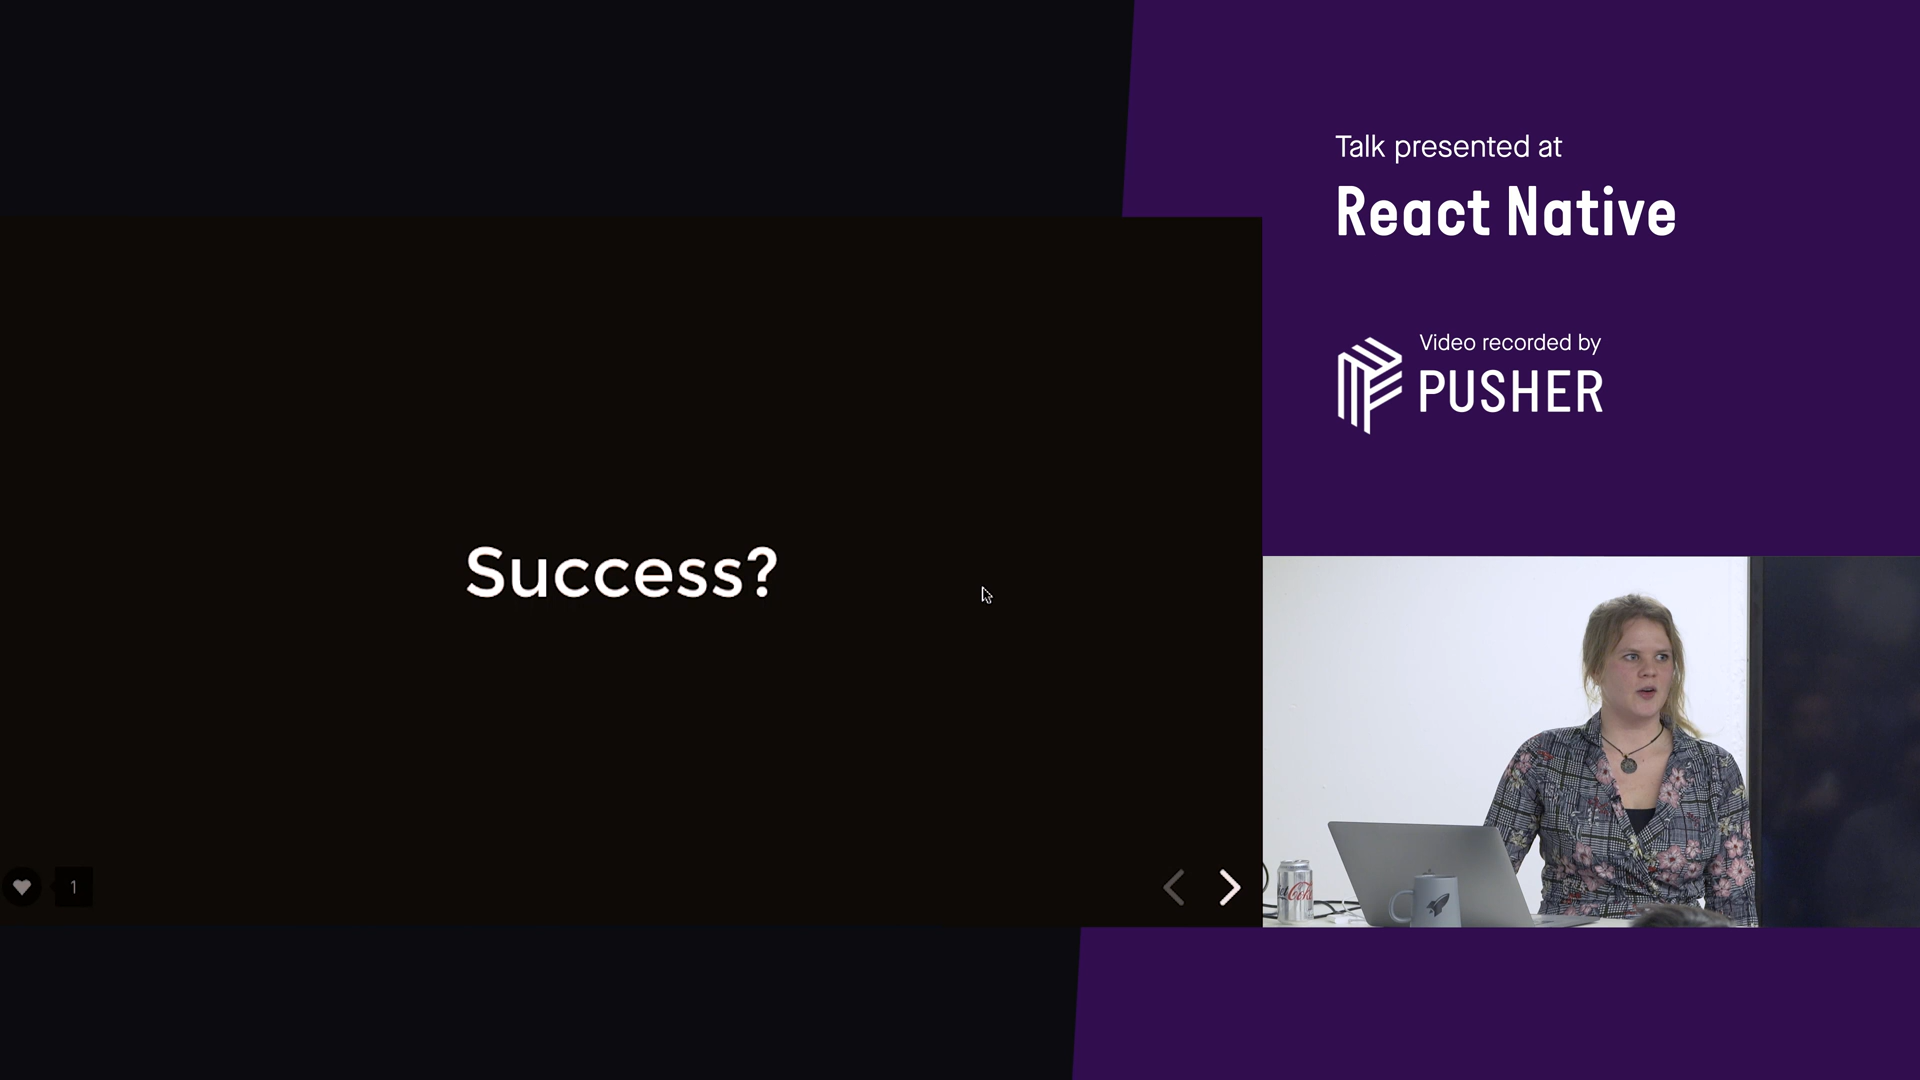 Talk presented at
React Native
Video recorded by
PUSHER
Success?
1